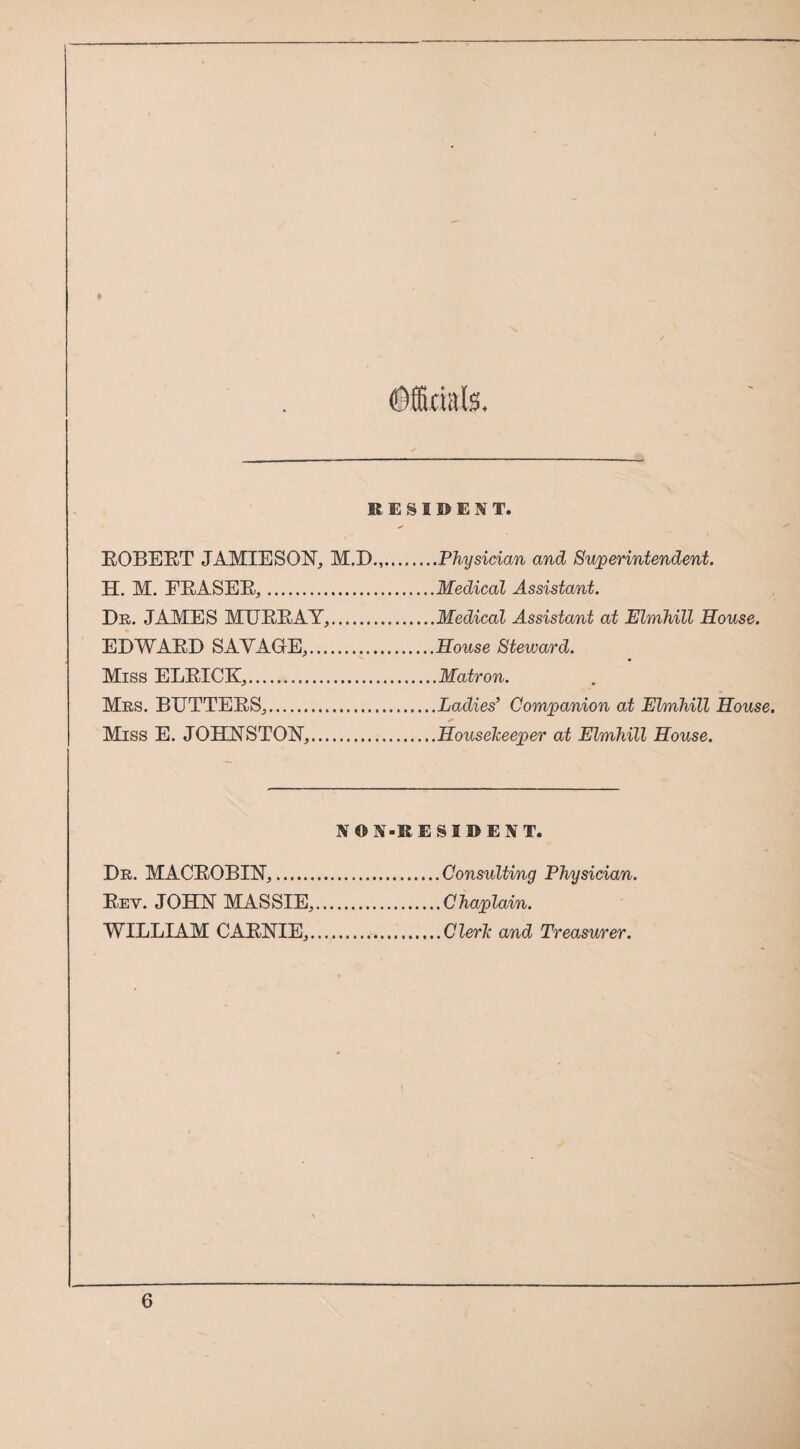 Officials.
RESIDENT.
ROBERT JAMIESON, M.D.,........Physician and Superintendent.
H. M. FRASER,............................Medical Assistant.
DR. JAMES MURRAY,.................Medical Assistant at Elmhill House.
EDWARD SAVAGE,.....................House Steward.
MISS ELRICK,...............................Matron.
MRS. BUTTERS,............................Ladies' Companion at Elmhill House.
MISS E. JOHNSTON,.....................Housekeeper at Elmhill House.
NON-RESIDENT.
DR. MACROBIN,...........................Consulting Physician.
REV. JOHN MASSIE,.....................Chaplain.
WILLIAM CARNIE,......................Clerk and Treasurer.
6